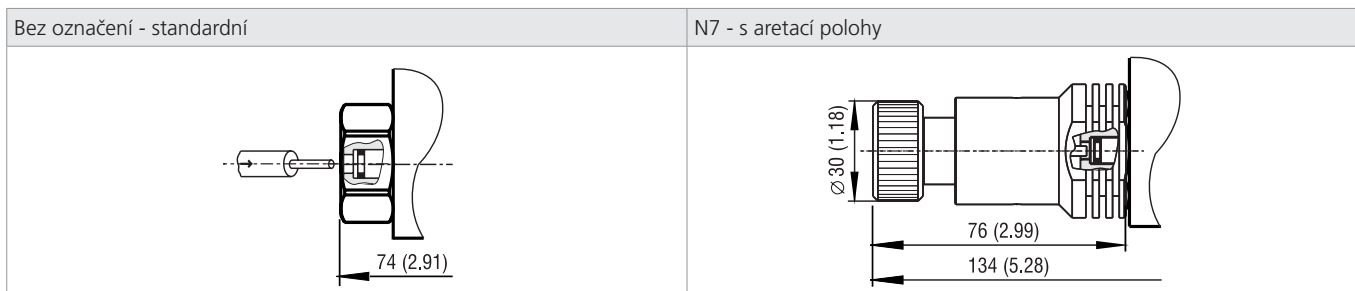 Bez označení - standardní
N7 - s aretací polohy
74 (2.91)
⌀30 (1.18)
76 (2.99)
134 (5.28)